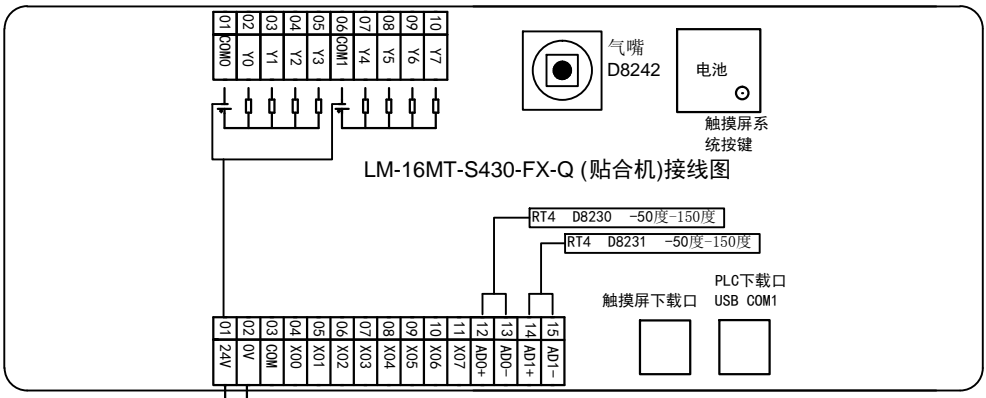 01 02 03 04 05 06 07 08 09 10
COM0 Y0 Y1 Y2 Y3 COM1 Y4 Y5 Y6 Y7
气嘴
D8242
电池
触摸屏系
统按键
LM-16MT-S430-FX-Q (贴合机)接线图
RT4 D8230 -50度-150度
RT4 D8231 -50度-150度
触摸屏下载口
PLC下载口
USB COM1
01 02 03 04 05 06 07 08 09 10 11 12 13 14 15
24V 0V COM X00 X01 X02 X03 X04 X05 X06 X07 AD0+ AD0- AD1+ AD1-